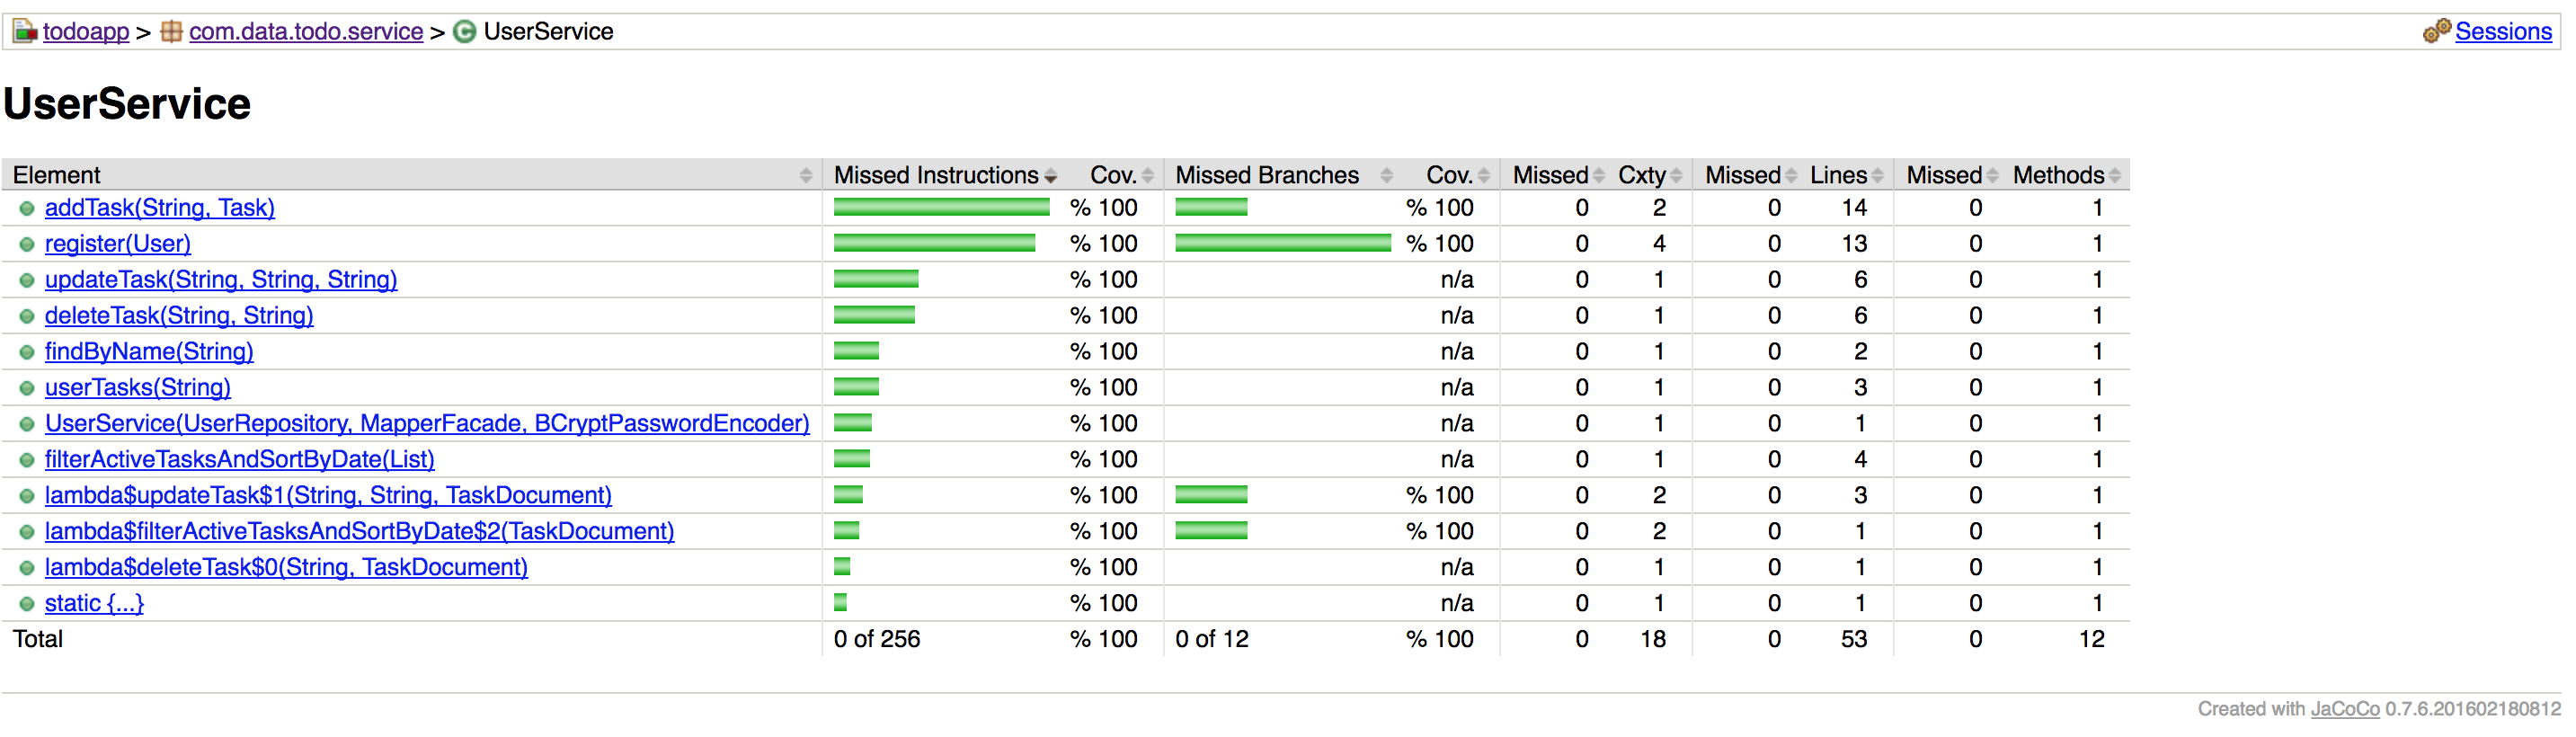 todoapp > com.data.todo.service > C UserService Sessions
UserService
Element Missed Instructions Cov. Missed Branches Cov. Missed Cxty Missed Lines Missed Methods
addTask(String, Task) % 100 % 100 0 2 0 14 0 1
register(User) % 100 % 100 0 4 0 13 0 1
updateTask(String, String, String) % 100 n/a 0 1 0 6 0 1
deleteTask(String, String) % 100 n/a 0 1 0 6 0 1
findByName(String) % 100 n/a 0 1 0 2 0 1
userTasks(String) % 100 n/a 0 1 0 3 0 1
UserService(UserRepository, MapperFacade, BCryptPasswordEncoder) % 100 n/a 0 1 0 1 0 1
filterActiveTasksAndSortByDate(List) % 100 n/a 0 1 0 4 0 1
lambda$updateTask$1(String, String, TaskDocument) % 100 % 100 0 2 0 3 0 1
lambda$filterActiveTasksAndSortByDate$2(TaskDocument) % 100 % 100 0 2 0 1 0 1
lambda$deleteTask$0(String, TaskDocument) % 100 n/a 0 1 0 1 0 1
static {...} % 100 n/a 0 1 0 1 0 1
Total 0 of 256 % 100 0 of 12 % 100 0 18 0 53 0 12
Created with JaCoCo 0.7.6.201602180812